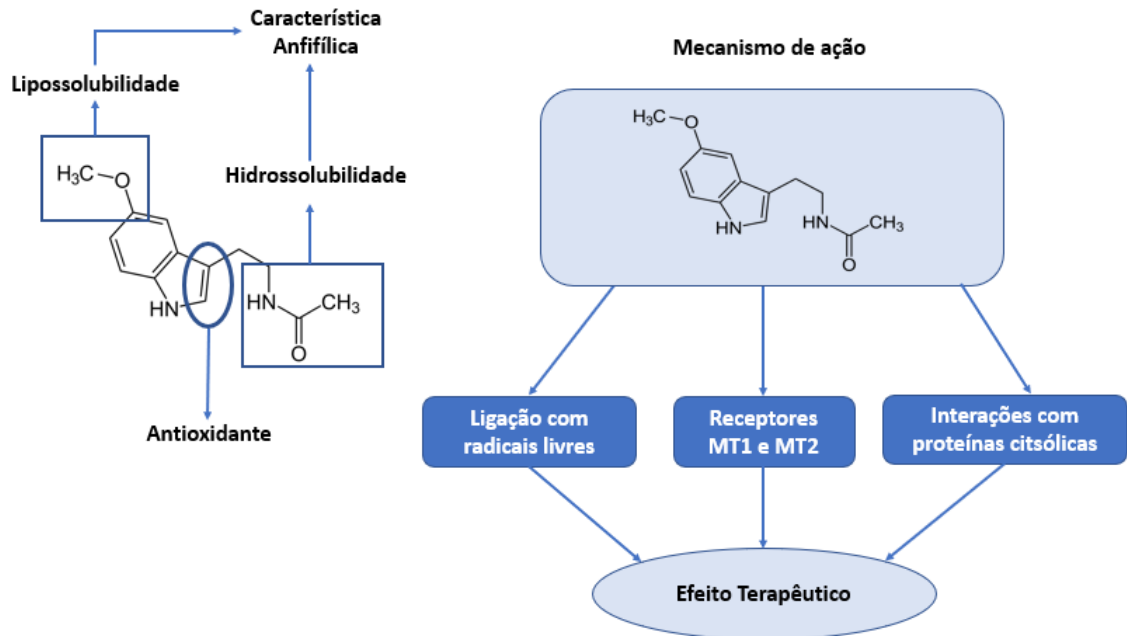 Característica
Anfifílica
Lipossolubilidade
H₃C
O
Hidrossolubilidade
HN
HN
CH₃
O
Antioxidante
Mecanismo de ação
H₃C
O
HN
HN
CH₃
O
Ligação com
radicais livres
Receptores
MT1 e MT2
Interações com
proteínas citsólicas
Efeito Terapêutico